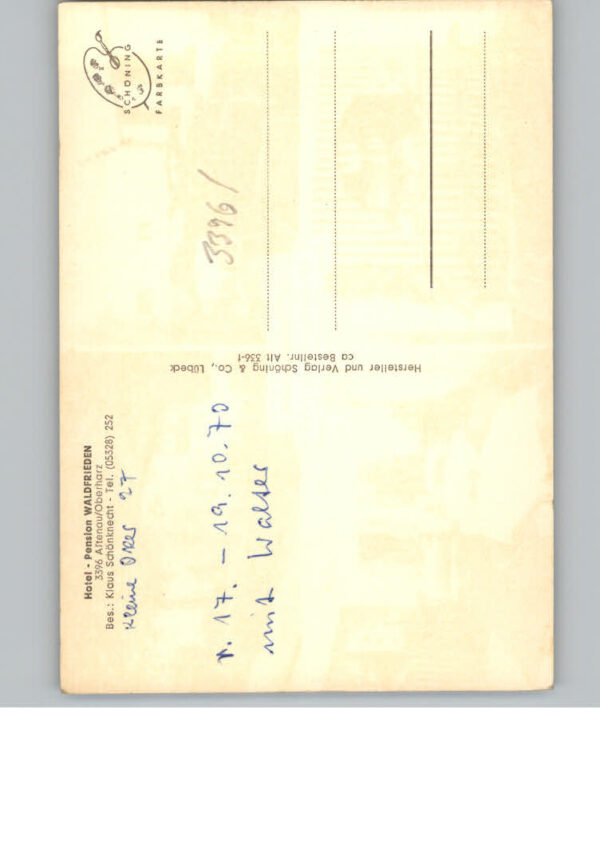 Hotel - Pension WALDFRIEDEN
3396 Altenau/Oberharz
Bes.: Klaus Schönknecht - Tel. (05328) 252
Kleine Oker 27
v. 17. – 19. 10. 70
mit Walter
Hersteller und Verlag Schöning & Co., Lübeck
ca Bestellnr. Alt 336-1
SCHÖNING
FARBKARTE
3396 /